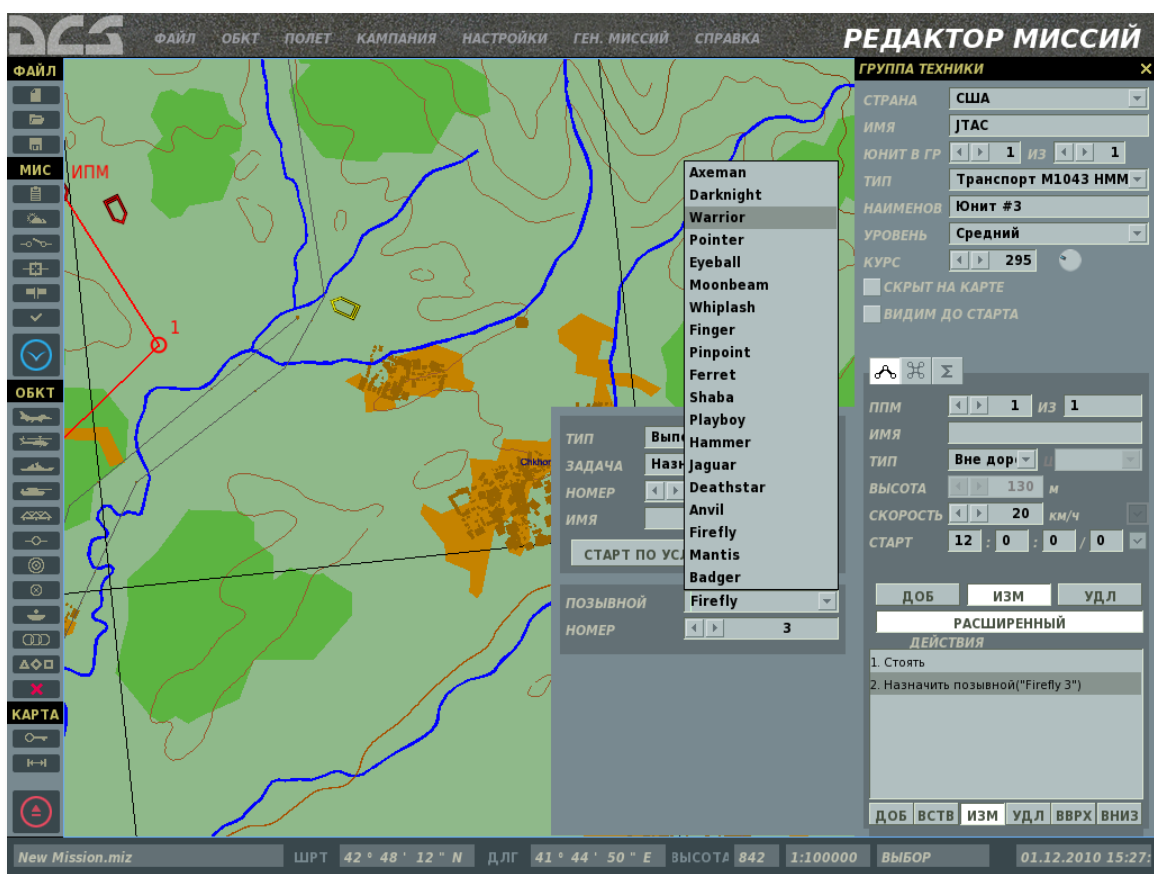 DCS
ФАЙЛ ОБКТ ПОЛЕТ КАМПАНИЯ НАСТРОЙКИ ГЕН. МИССИЙ СПРАВКА
РЕДАКТОР МИССИЙ
ФАЙЛ
МИС
ОБКТ
КАРТА
ИПМ
1
Chkhor
Axeman
Darknight
Warrior
Pointer
Eyeball
Moonbeam
Whiplash
Finger
Pinpoint
Ferret
Shaba
Playboy
Hammer
Jaguar
Deathstar
Anvil
Firefly
Mantis
Badger
ТИП
ЗАДАЧА
НОМЕР
ИМЯ
СТАРТ ПО
ПОЗЫВНОЙ Firefly
НОМЕР 3
ГРУППА ТЕХНИКИ X
СТРАНА США
ИМЯ JTAC
ЮНИТ В ГР 1 ИЗ 1
ТИП Транспорт M1043 HMM
НАИМЕНОВ Юнит #3
УРОВЕНЬ Средний
КУРС 295
СКРЫТ НА КАРТЕ
ВИДИМ ДО СТАРТА
Σ
ППМ 1 ИЗ 1
ИМЯ
ТИП Вне дор
ВЫСОТА 130 м
СКОРОСТЬ 20 км/ч
СТАРТ 12 : 0 : 0 / 0
ДОБ ИЗМ УДЛ
РАСШИРЕННЫЙ
ДЕЙСТВИЯ
1. Стоять
2. Назначить позывной("Firefly 3")
ДОБ ВСТВ ИЗМ УДЛ ВВРХ ВНИЗ
New Mission.miz ШРТ 42 ° 48 ' 12 " N ДЛГ 41 ° 44 ' 50 " E ВЫСОТА 842 1:100000 ВЫБОР 01.12.2010 15:27: